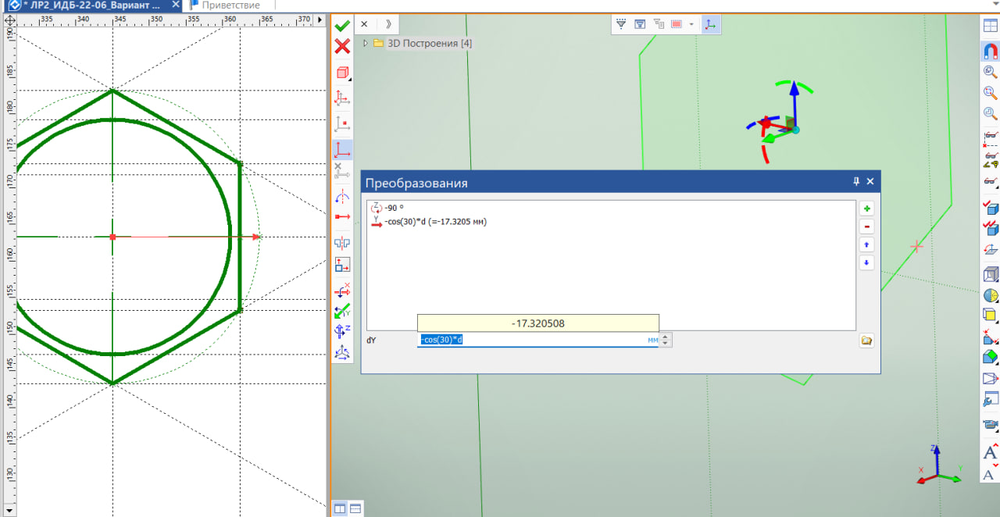 * ЛР2_ИДБ-22-06_Вариант ...
Приветствие
335 340 345 350 355 360 365 370
190
185
180
175
170
165
160
155
150
145
140
135
130
3D Построения [4]
Преобразования
Z -90 °
Y -cos(30)*d (=-17.3205 мм)
-17.320508
dY -cos(30)*d мм
X
Y
Z
Z
X
Y
A
A